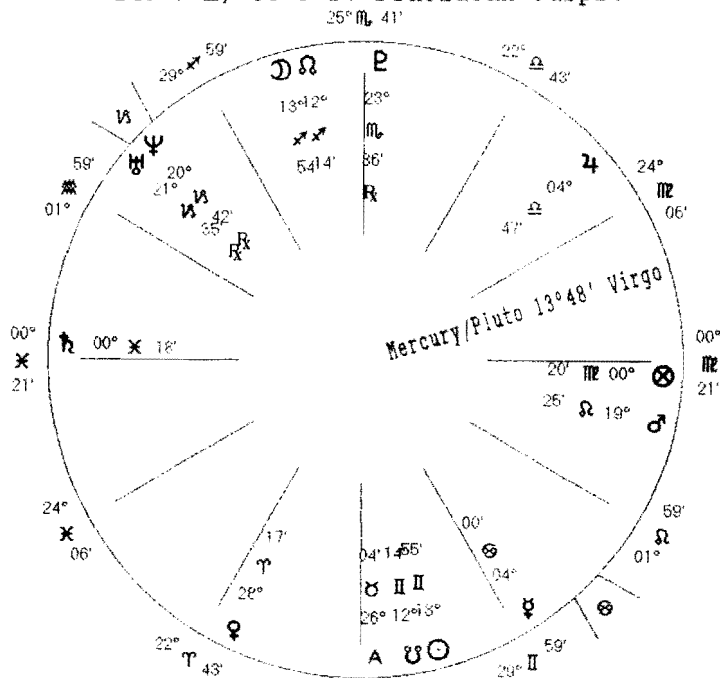 25° ♏ 41'
29° ♐ 59'
☽ ☊ ♇
22° ♎ 43'
13° 12° 23°
♐ ♐ ♏
54' 14' 36'
℞
♑
♅ ♆
20°
21°
♑ ♑
42'
35'
℞ ℞
59'
♒
01°
♃
04°
♎
47'
24°
♍
06'
Mercury/Pluto 13°48' Virgo
00°
♓
21'
♄ 00° ♓ 18'
00°
♍
21'
20' ♍ 00° ⊗
25' ♌ 19° ♂
24°
♓
06'
59'
♌
01°
17'
♈
28°
♀
04' 14' 55'
♉ ♊ ♊
26° 12° 13°
A ☋ ☉
00'
♋
04°
☿
♋
22° ♈ 43'
29° ♊ 59'